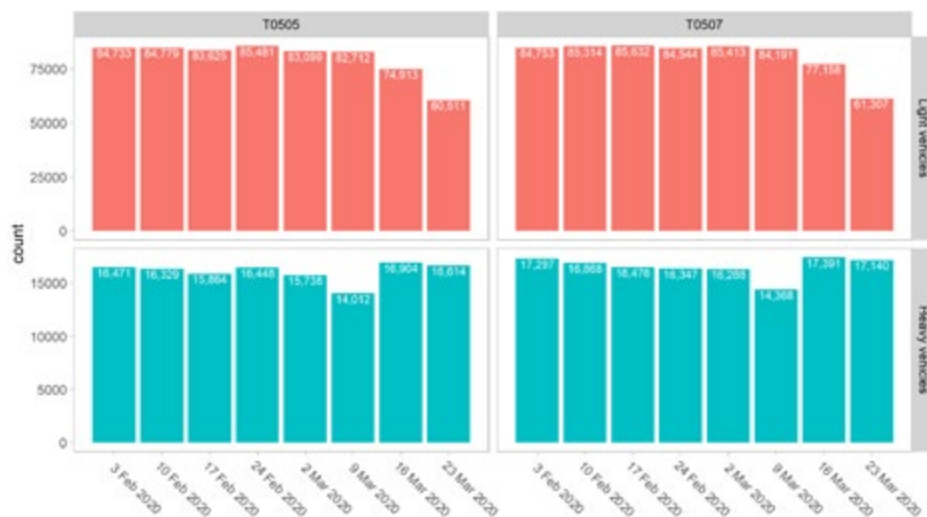 T0505 T0507
84,733 84,779 83,625 85,481 83,099 82,712 74,913 60,511
84,753 85,314 85,632 84,544 85,413 84,191 77,158 61,307
75000
50000
25000
0
Light vehicles
count
16,471 16,329 15,864 16,448 15,738 14,012 16,904 16,614
17,297 16,868 16,476 16,347 16,288 14,368 17,391 17,140
15000
10000
5000
0
Heavy vehicles
3 Feb 2020 10 Feb 2020 17 Feb 2020 24 Feb 2020 2 Mar 2020 9 Mar 2020 16 Mar 2020 23 Mar 2020
3 Feb 2020 10 Feb 2020 17 Feb 2020 24 Feb 2020 2 Mar 2020 9 Mar 2020 16 Mar 2020 23 Mar 2020